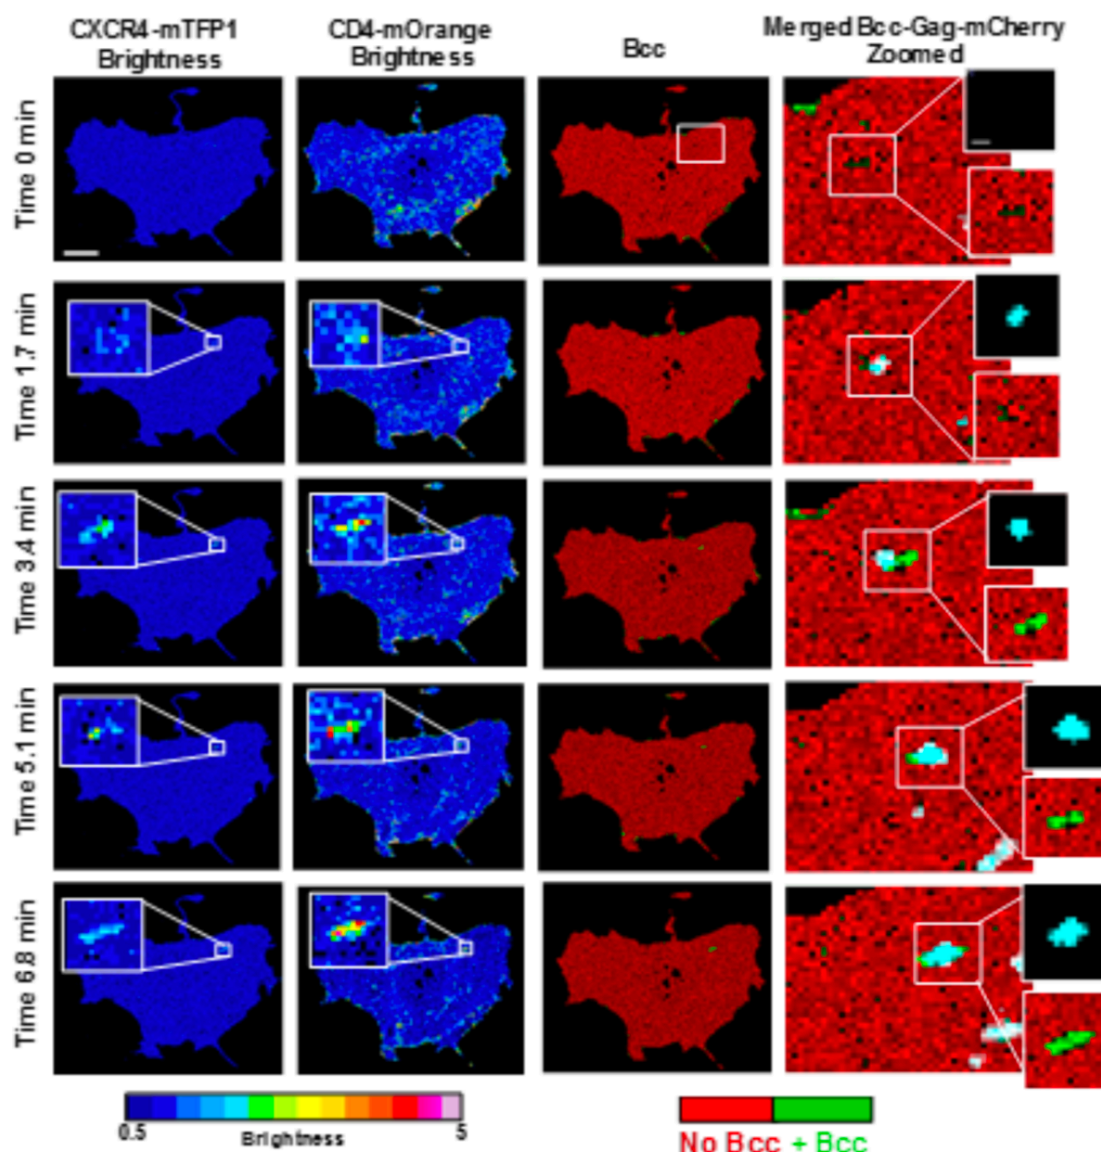 CXCR4-mTFP1
Brightness
CD4-mOrange
Brightness
Bcc
Merged Bcc-Gag-mCherry
Zoomed
Time 0 min
Time 1.7 min
Time 3.4 min
Time 5.1 min
Time 6.8 min
0.5
Brightness
5
No Bcc + Bcc